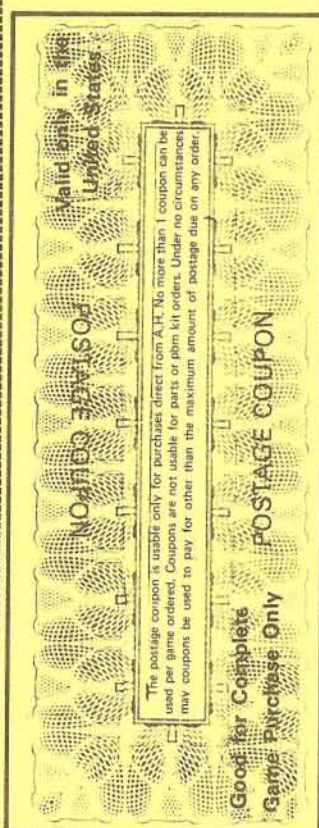 Valid only in the
United States.
POSTAGE COUPON
The postage coupon is usable only for purchases direct from A.H. No more than 1 coupon can be
used per game ordered. Coupons are not usable for parts or pbm kit orders. Under no circumstances
may coupons be used to pay for other than the maximum amount of postage due on any order.
Good for Complete
Game Purchase Only
POSTAGE COUPON